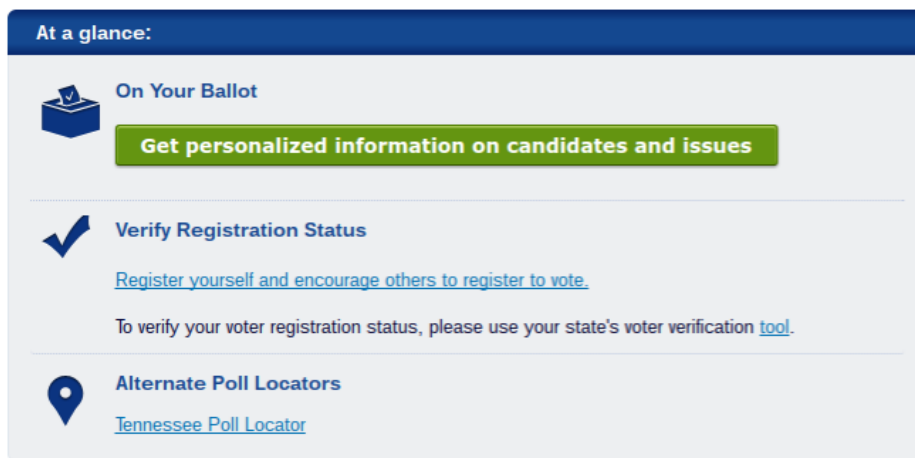 At a glance:
On Your Ballot
Get personalized information on candidates and issues
Verify Registration Status
Register yourself and encourage others to register to vote.
To verify your voter registration status, please use your state's voter verification tool.
Alternate Poll Locators
Tennessee Poll Locator